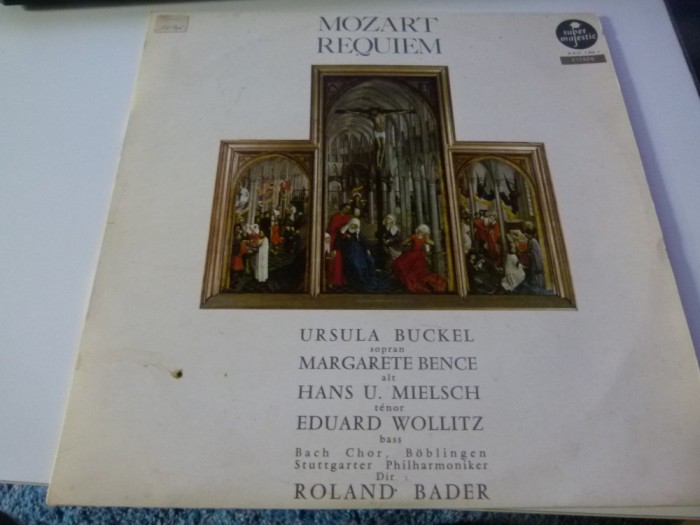 MOZART
REQUIEM
super
majestic
STEREO
URSULA BUCKEL
sopran
MARGARETE BENCE
alt
HANS U. MIELSCH
ténor
EDUARD WOLLITZ
bass
Bach Chor, Böblingen
Stuttgarter Philharmoniker
Dir
ROLAND BADER